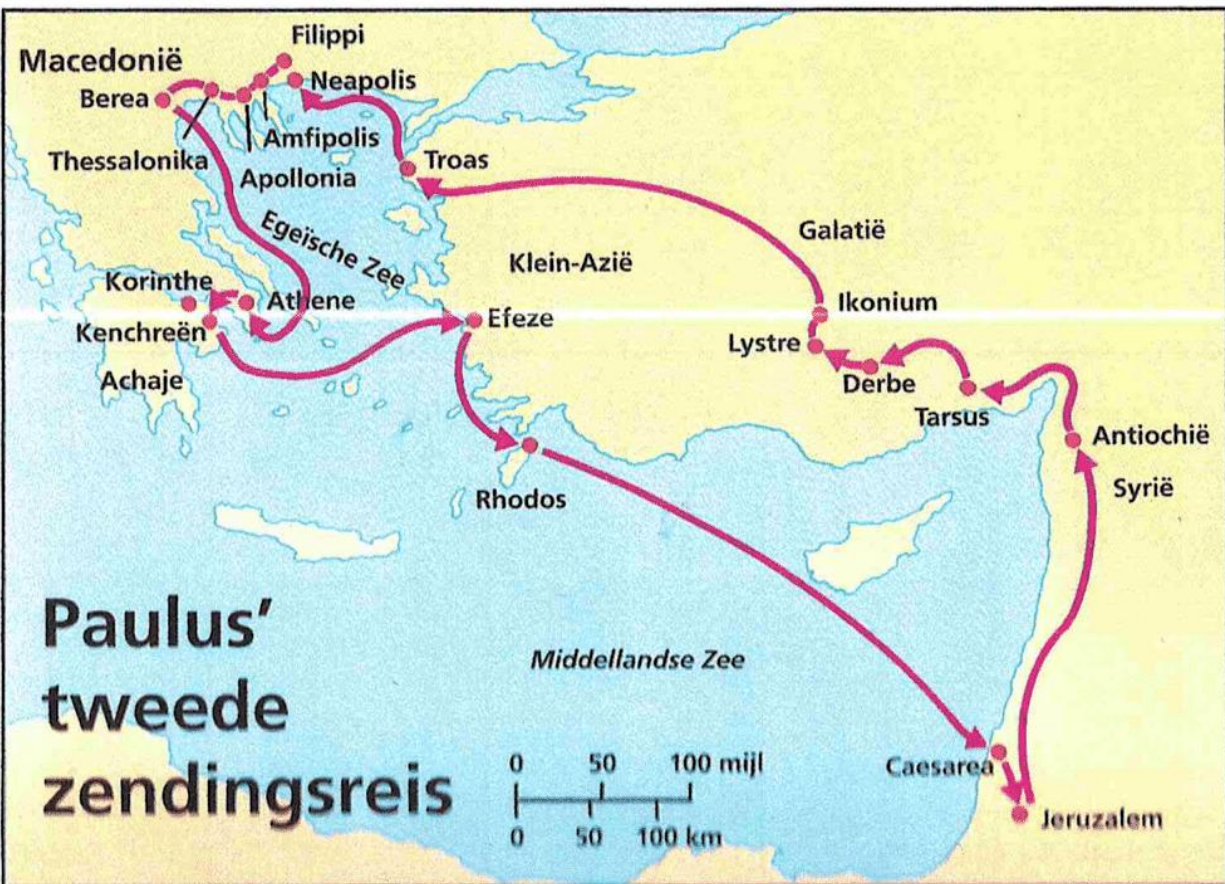 Filippi
Macedonië
Neapolis
Berea
Amfipolis
Thessalonika
Troas
Apollonia
Egeïsche Zee
Galatië
Klein-Azië
Korinthe
Athene
Ikonium
Kenchreën
Efeze
Lystre
Achaje
Derbe
Tarsus
Antiochië
Rhodos
Syrië
Paulus’
tweede
zendingsreis
Middellandse Zee
0 50 100 mijl
0 50 100 km
Caesarea
Jeruzalem